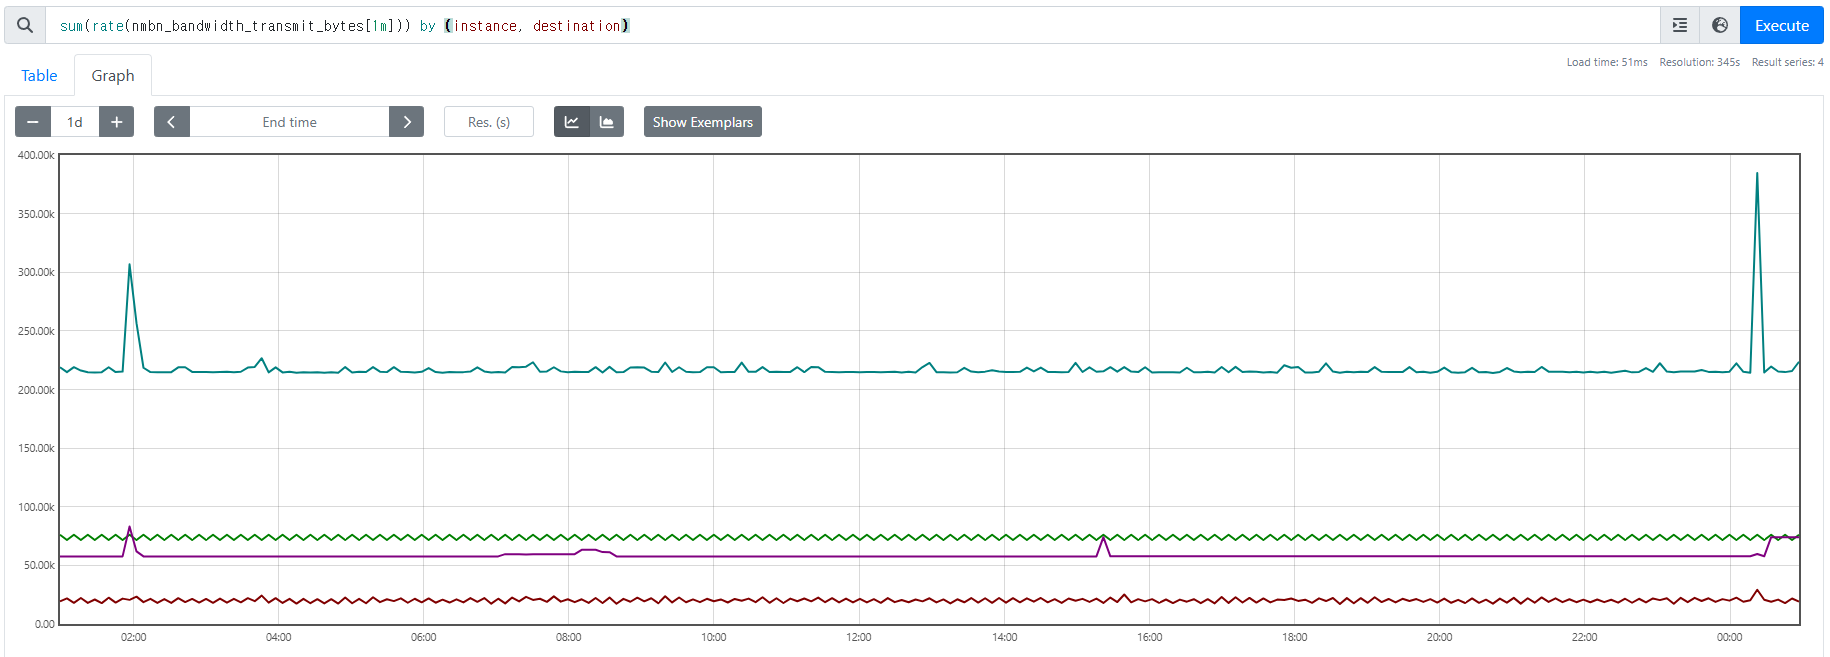 sum(rate(nmbn_bandwidth_transmit_bytes[1m])) by (instance, destination)
Execute
Load time: 51ms Resolution: 345s Result series: 4
Table Graph
1d End time Res. (s) Show Exemplars
400.00k
350.00k
300.00k
250.00k
200.00k
150.00k
100.00k
50.00k
0.00
02:00 04:00 06:00 08:00 10:00 12:00 14:00 16:00 18:00 20:00 22:00 00:00